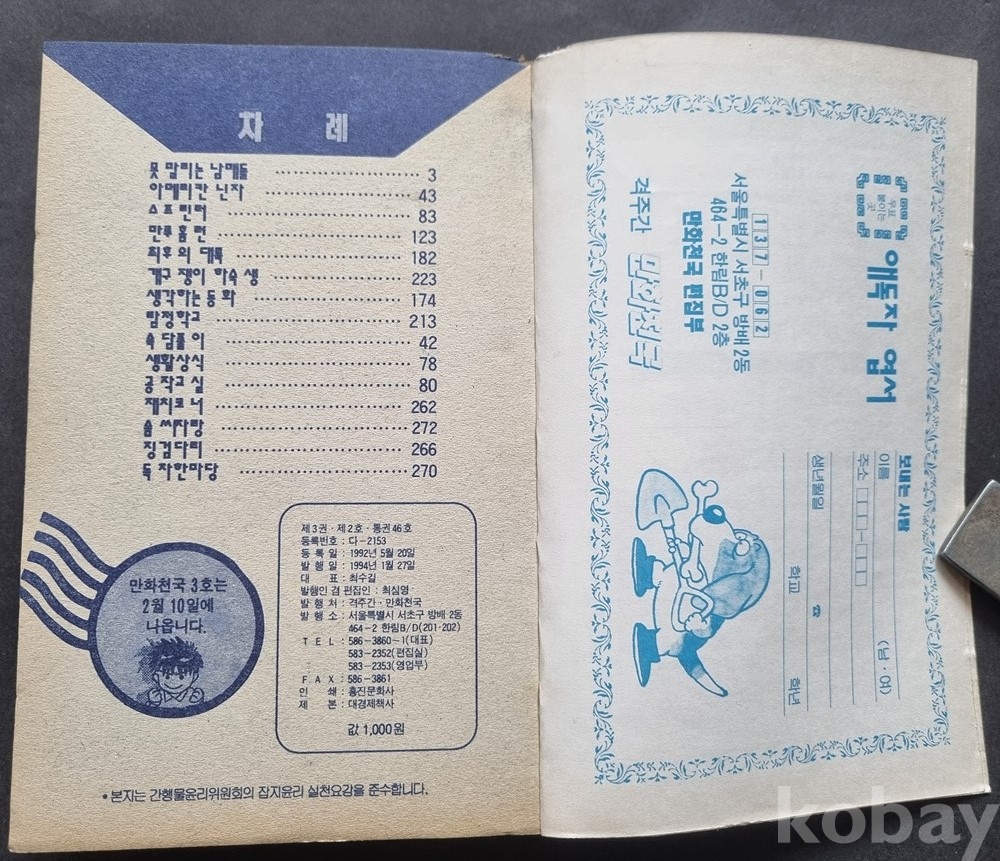 차 례
못 말리는 남매들 3
아메리칸 닌자 43
스프린터 83
만루홈런 123
최후의 대륙 182
개구쟁이 하숙생 223
생각하는 동화 174
탐정학교 213
속담풀이 42
생활상식 78
공작교실 80
재치코너 262
솜씨자랑 272
징검다리 266
독자한마당 270
만화천국 3호는
2월 10일에
나옵니다.
제3권·제2호·통권46호
등록번호 : 다-2153
등 록 일 : 1992년 5월 20일
발 행 일 : 1994년 1월 27일
대 표 : 최수길
발행인 겸 편집인 : 최심영
발 행 처 : 격주간·만화천국
발 행 소 : 서울특별시 서초구 방배 2동
464-2 한림B/D(201·202)
T E L : 586-3860~1(대표)
583-2352(편집실)
583-2353(영업부)
F A X : 586-3861
인 쇄 : 흥진문화사
제 본 : 대경제책사
값 1,000원
• 본지는 간행물윤리위원회의 잡지윤리 실천요강을 준수합니다.
애독자 엽서
우표
붙이는
곳
137-062
서울특별시 서초구 방배 2동
464-2 한림B/D 2층
만화천국 편집부
격주간 만화천국
보내는 사람
이름 (남·여)
주소
학교 학년
생년월일 ☎
kobay